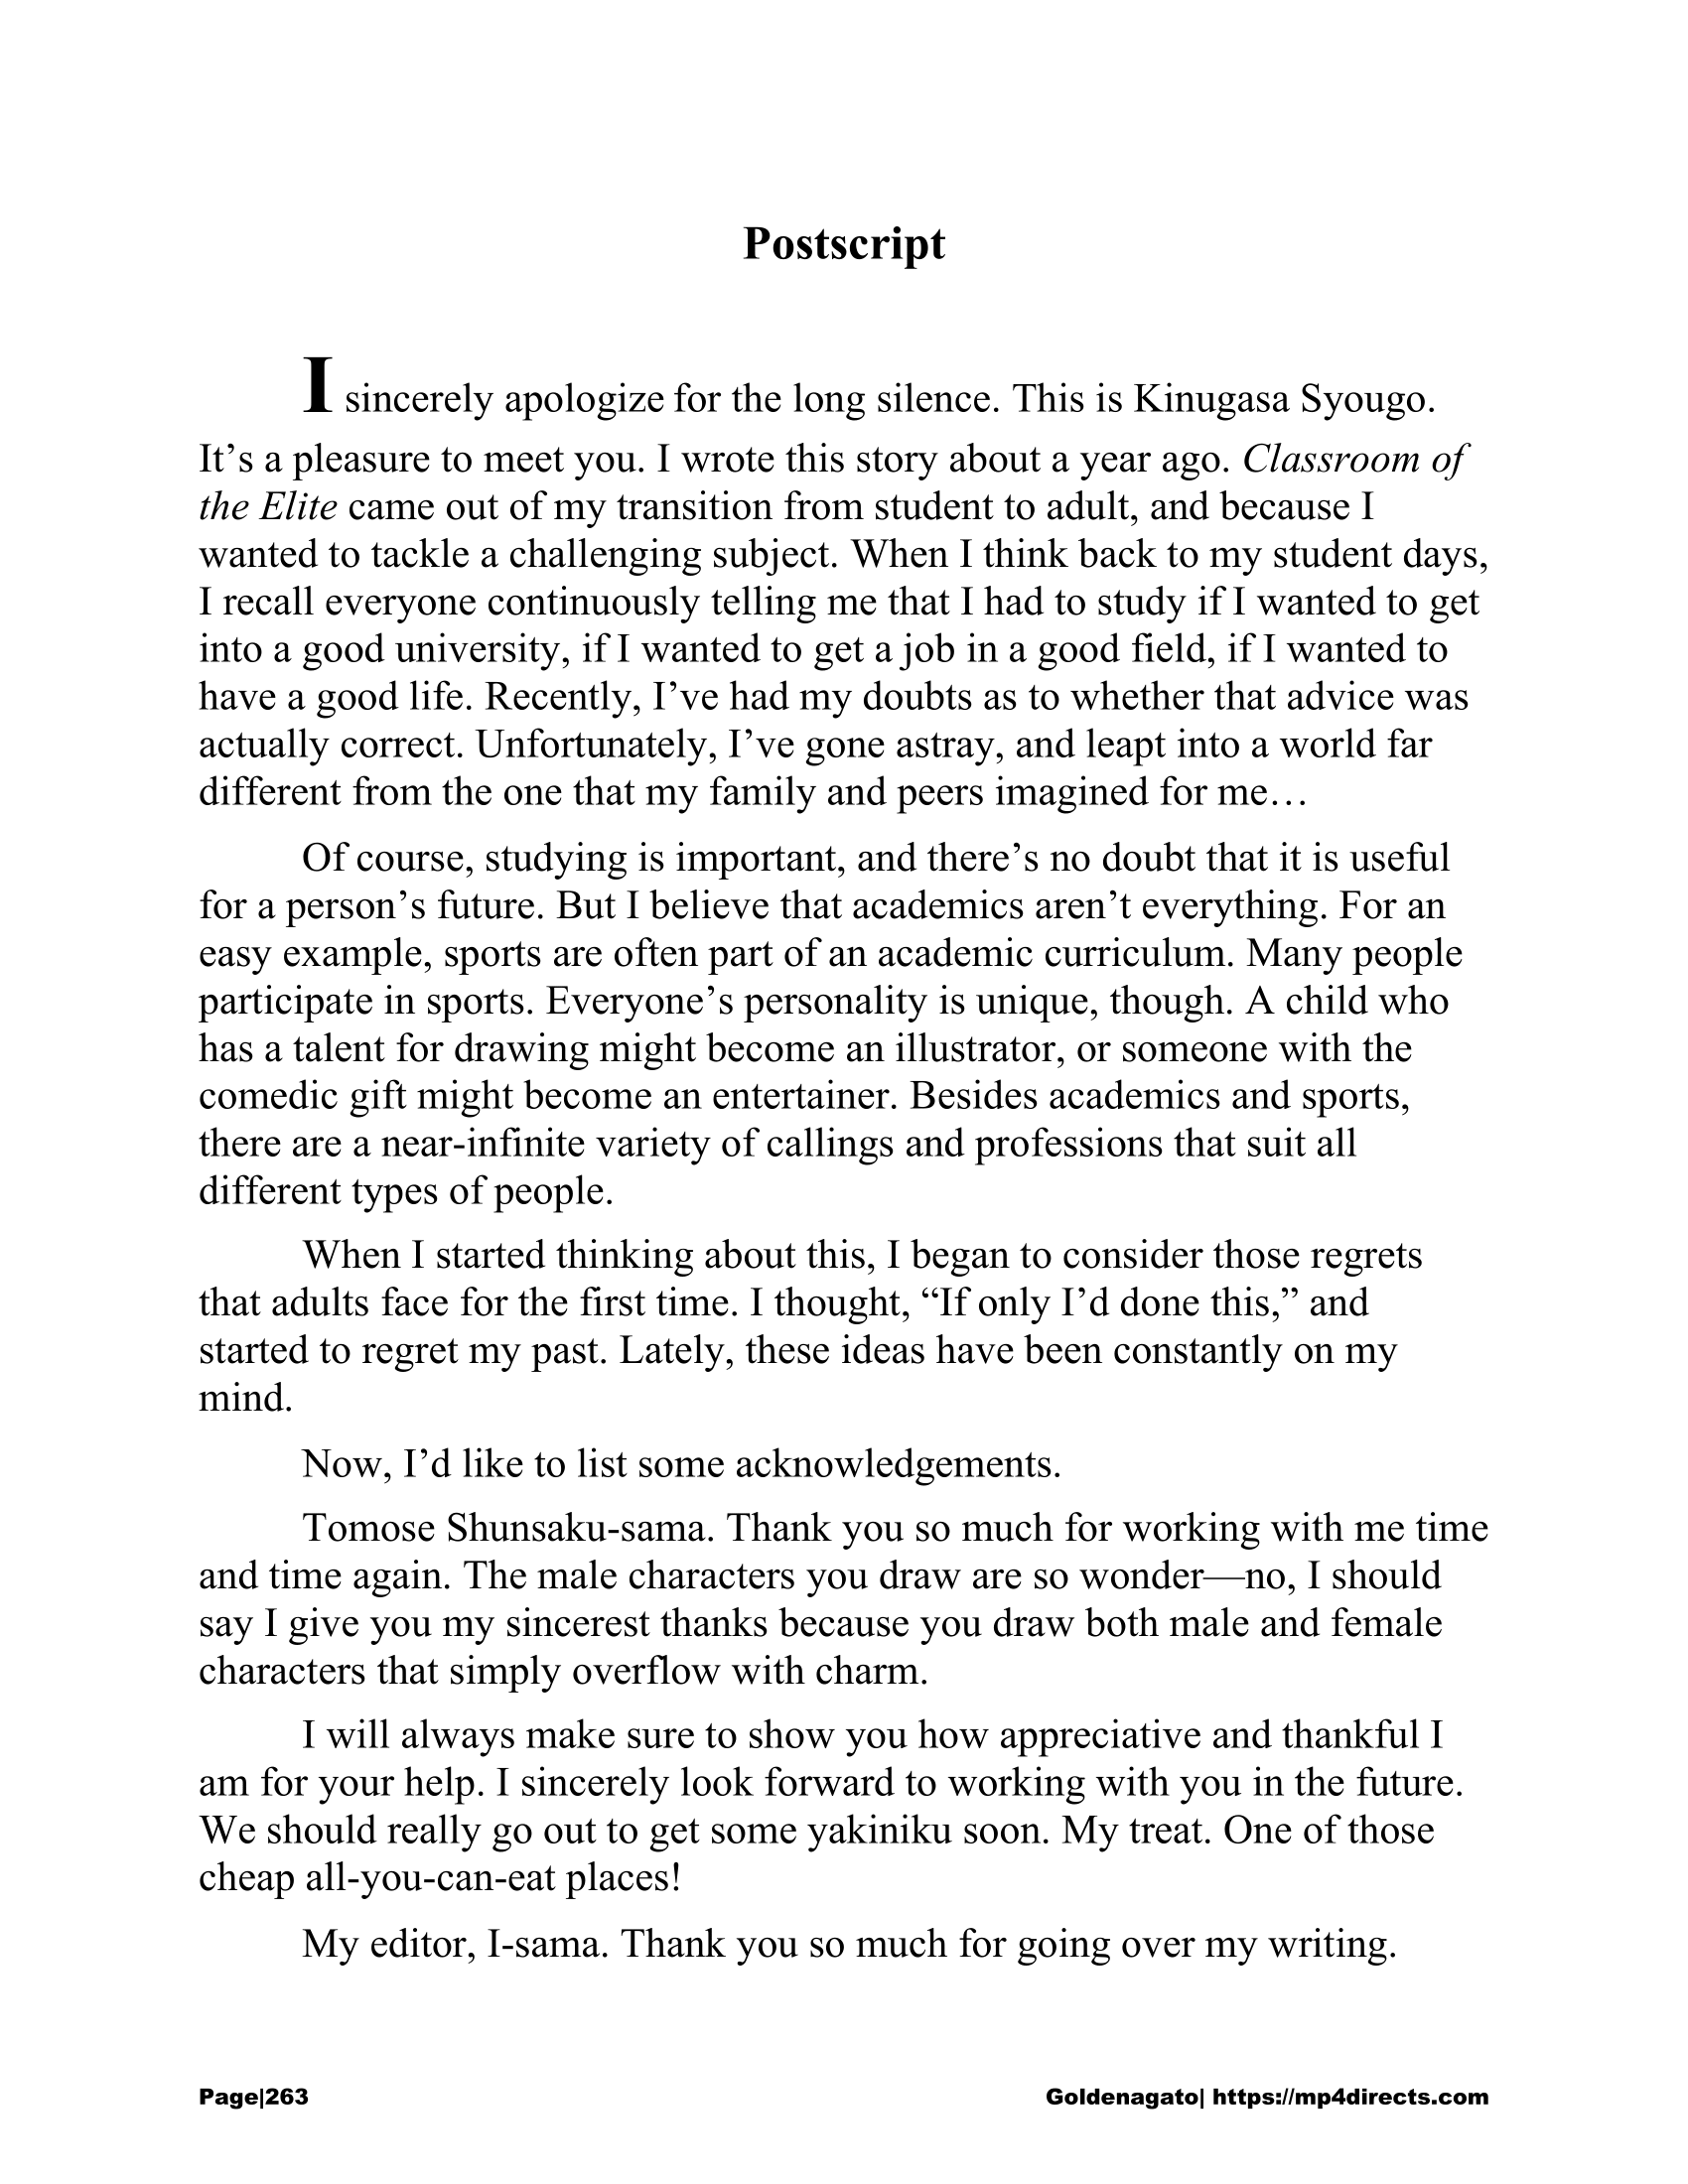 Postscript
I sincerely apologize for the long silence. This is Kinugasa Syougo.
It’s a pleasure to meet you. I wrote this story about a year ago. Classroom of
the Elite came out of my transition from student to adult, and because I
wanted to tackle a challenging subject. When I think back to my student days,
I recall everyone continuously telling me that I had to study if I wanted to get
into a good university, if I wanted to get a job in a good field, if I wanted to
have a good life. Recently, I’ve had my doubts as to whether that advice was
actually correct. Unfortunately, I’ve gone astray, and leapt into a world far
different from the one that my family and peers imagined for me…
Of course, studying is important, and there’s no doubt that it is useful
for a person’s future. But I believe that academics aren’t everything. For an
easy example, sports are often part of an academic curriculum. Many people
participate in sports. Everyone’s personality is unique, though. A child who
has a talent for drawing might become an illustrator, or someone with the
comedic gift might become an entertainer. Besides academics and sports,
there are a near-infinite variety of callings and professions that suit all
different types of people.
When I started thinking about this, I began to consider those regrets
that adults face for the first time. I thought, “If only I’d done this,” and
started to regret my past. Lately, these ideas have been constantly on my
mind.
Now, I’d like to list some acknowledgements.
Tomose Shunsaku-sama. Thank you so much for working with me time
and time again. The male characters you draw are so wonder—no, I should
say I give you my sincerest thanks because you draw both male and female
characters that simply overflow with charm.
I will always make sure to show you how appreciative and thankful I
am for your help. I sincerely look forward to working with you in the future.
We should really go out to get some yakiniku soon. My treat. One of those
cheap all-you-can-eat places!
My editor, I-sama. Thank you so much for going over my writing.
Page|263 Goldenagato| https://mp4directs.com